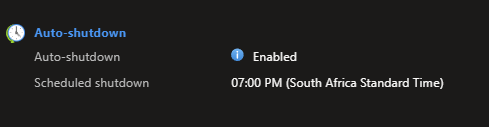 Auto-shutdown
Auto-shutdown Enabled
Scheduled shutdown 07:00 PM (South Africa Standard Time)